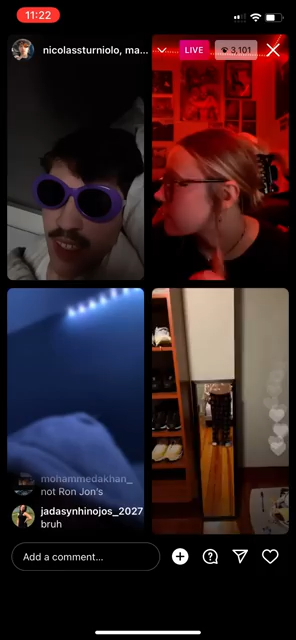 11:22
nicolassturniolo, ma...
LIVE
3,101
mohammedakhan_
not Ron Jon's
jadasynhinojos_2027
bruh
Add a comment...